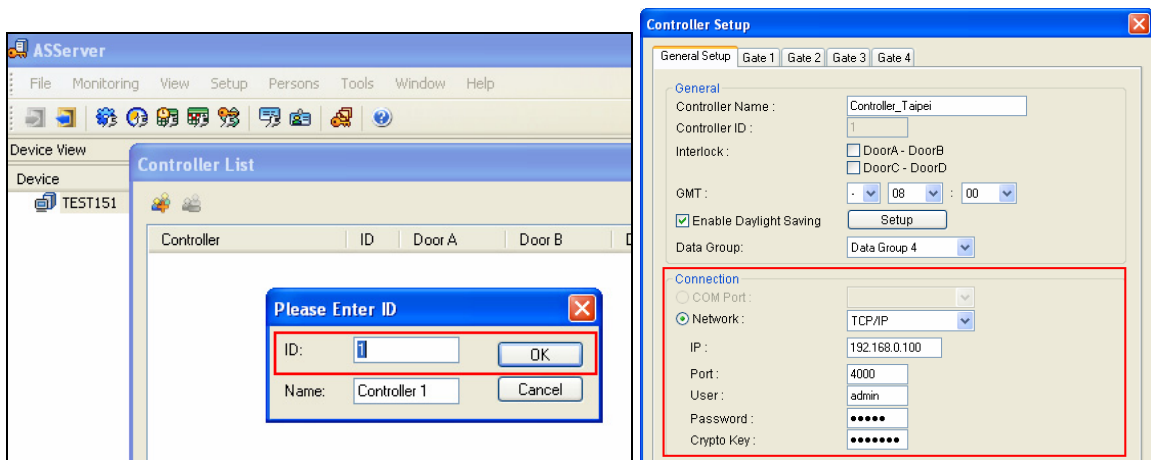 ASServer
File Monitoring View Setup Persons Tools Window Help
Device View
Device
TEST151
Controller List
Controller ID Door A Door B
Please Enter ID
ID: 1 OK
Name: Controller 1 Cancel
Controller Setup
General Setup Gate 1 Gate 2 Gate 3 Gate 4
General
Controller Name : Controller_Taipei
Controller ID : 1
Interlock : DoorA - DoorB
DoorC - DoorD
GMT : - 08 : 00
Enable Daylight Saving Setup
Data Group: Data Group 4
Connection
COM Port :
Network : TCP/IP
IP : 192.168.0.100
Port : 4000
User : admin
Password : •••••
Crypto Key : •••••••